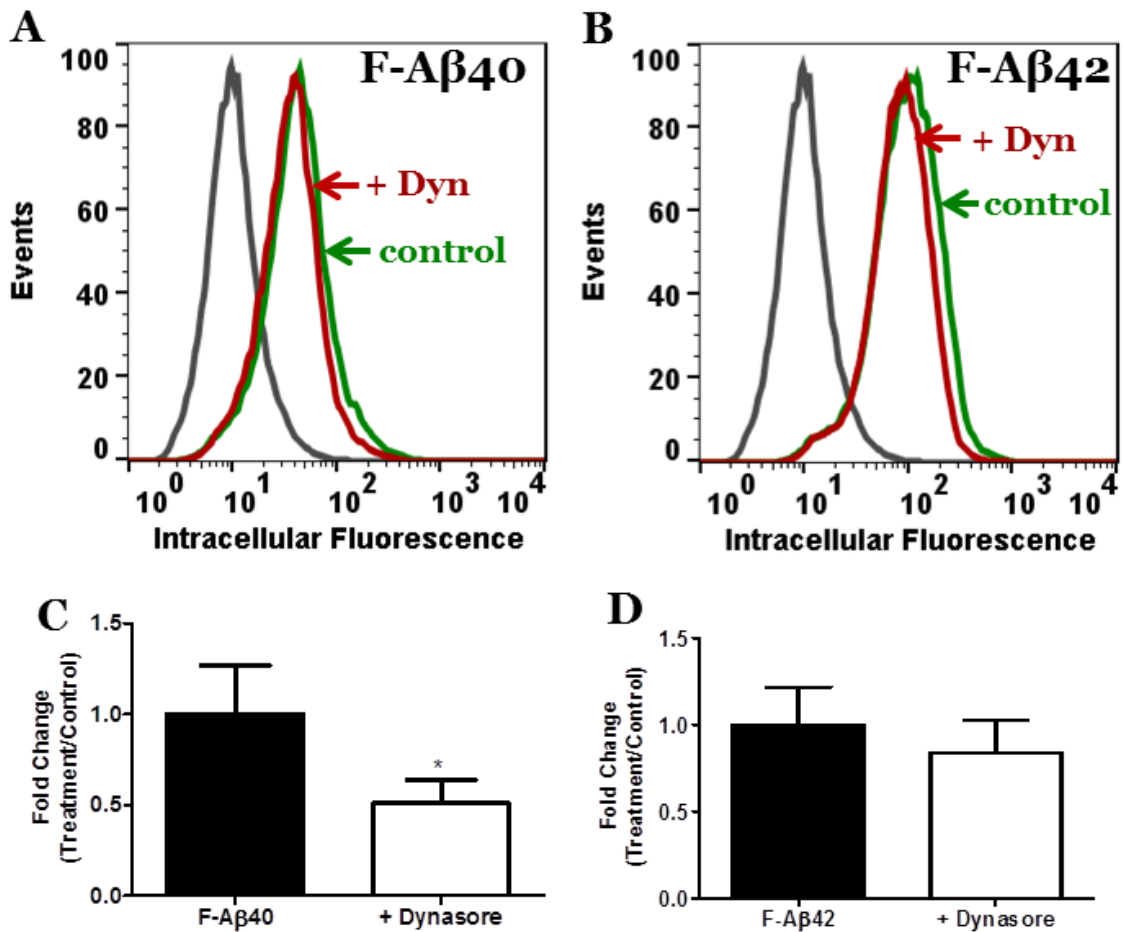 A
F-Aβ40
100
80
60
40
20
0
Events
+ Dyn
control
10^0 10^1 10^2 10^3 10^4
Intracellular Fluorescence
B
F-Aβ42
100
80
60
40
20
0
Events
+ Dyn
control
10^0 10^1 10^2 10^3 10^4
Intracellular Fluorescence
C
1.5
1.0
0.5
0.0
Fold Change
(Treatment/Control)
*
F-Aβ40 + Dynasore
D
1.5
1.0
0.5
0.0
Fold Change
(Treatment/Control)
F-Aβ42 + Dynasore